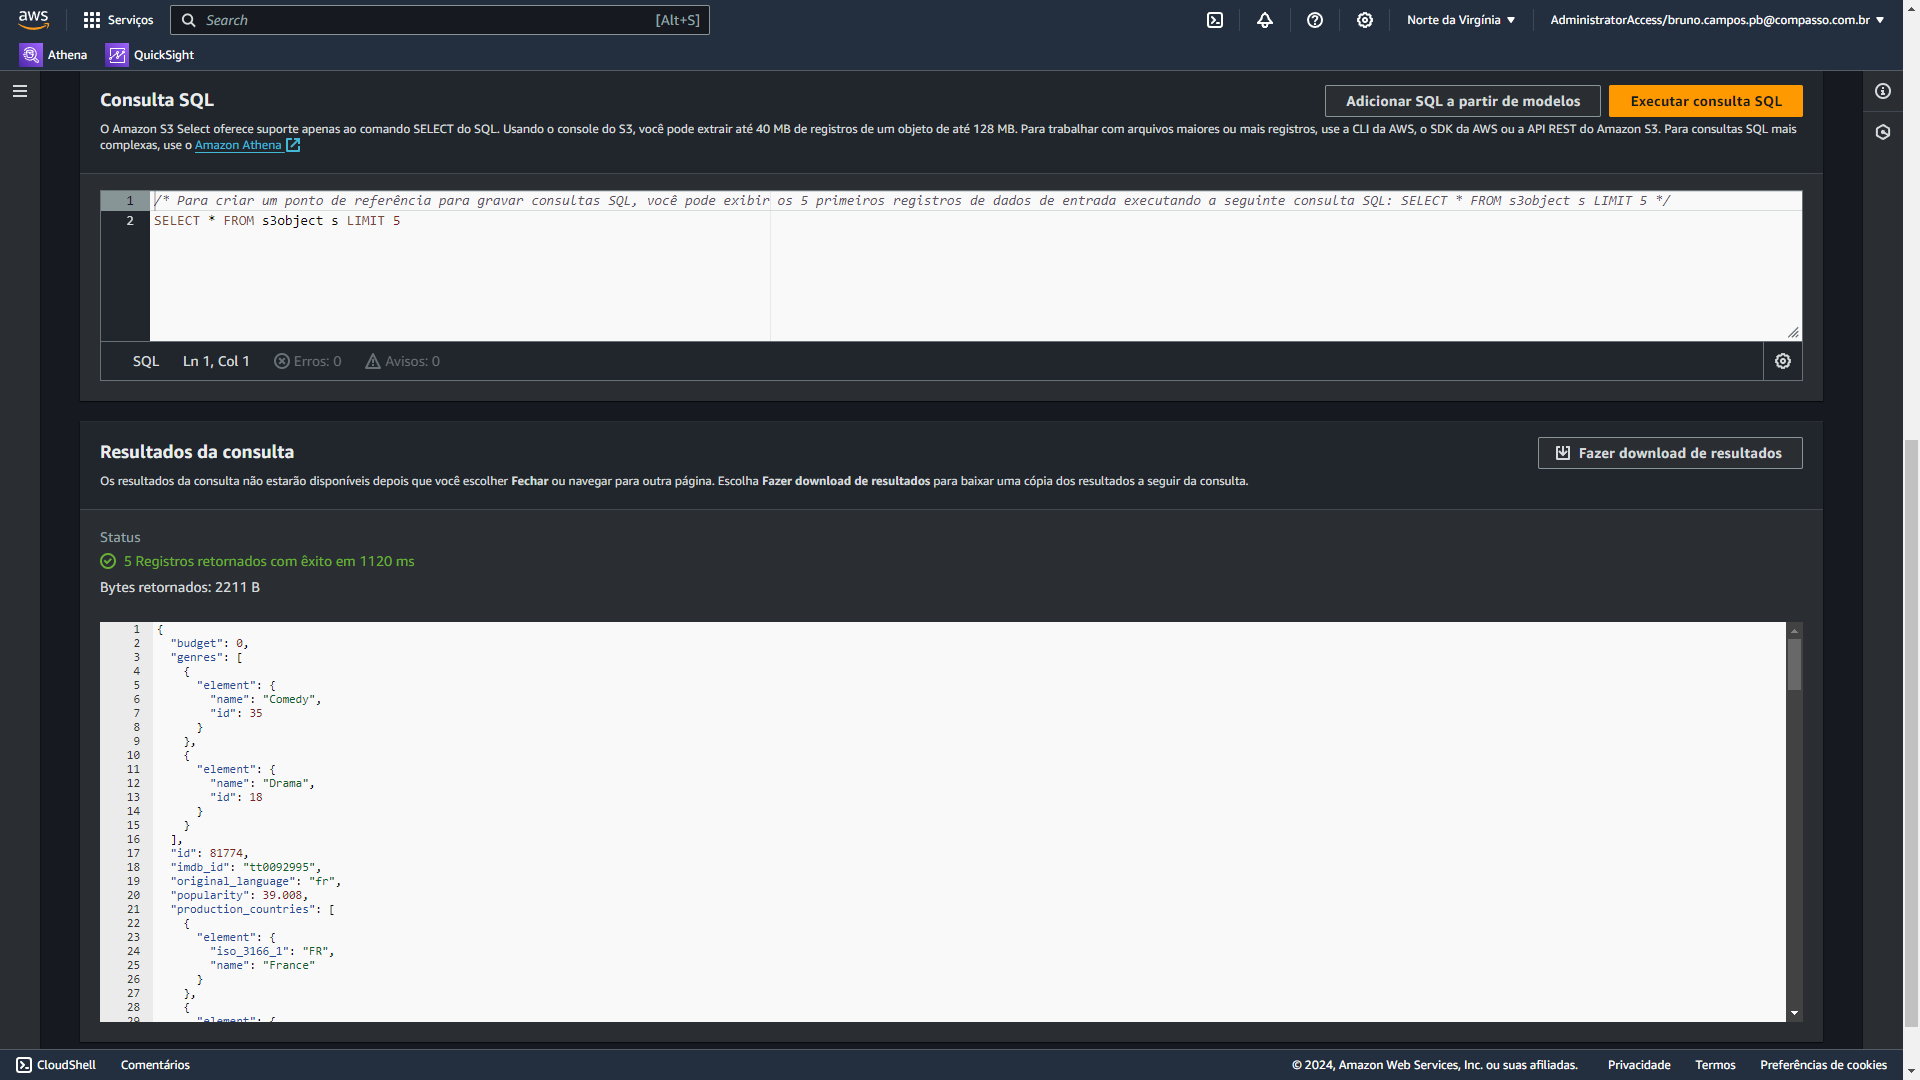 aws
Serviços
Search
[Alt+S]
Norte da Virgínia
AdministratorAccess/bruno.campos.pb@compasso.com.br
Athena
QuickSight
Consulta SQL
Adicionar SQL a partir de modelos
Executar consulta SQL
O Amazon S3 Select oferece suporte apenas ao comando SELECT do SQL. Usando o console do S3, você pode extrair até 40 MB de registros de um objeto de até 128 MB. Para trabalhar com arquivos maiores ou mais registros, use a CLI da AWS, o SDK da AWS ou a API REST do Amazon S3. Para consultas SQL mais
complexas, use o Amazon Athena
1 /* Para criar um ponto de referência para gravar consultas SQL, você pode exibir os 5 primeiros registros de dados de entrada executando a seguinte consulta SQL: SELECT * FROM s3object s LIMIT 5 */
2 SELECT * FROM s3object s LIMIT 5
SQL Ln 1, Col 1 Erros: 0 Avisos: 0
Resultados da consulta
Fazer download de resultados
Os resultados da consulta não estarão disponíveis depois que você escolher Fechar ou navegar para outra página. Escolha Fazer download de resultados para baixar uma cópia dos resultados a seguir da consulta.
Status
5 Registros retornados com êxito em 1120 ms
Bytes retornados: 2211 B
1 {
2 "budget": 0,
3 "genres": [
4 {
5 "element": {
6 "name": "Comedy",
7 "id": 35
8 }
9 },
10 {
11 "element": {
12 "name": "Drama",
13 "id": 18
14 }
15 }
16 ],
17 "id": 81774,
18 "imdb_id": "tt0092995",
19 "original_language": "fr",
20 "popularity": 39.008,
21 "production_countries": [
22 {
23 "element": {
24 "iso_3166_1": "FR",
25 "name": "France"
26 }
27 },
28 {
29 "element": {
CloudShell
Comentários
© 2024, Amazon Web Services, Inc. ou suas afiliadas.
Privacidade
Termos
Preferências de cookies